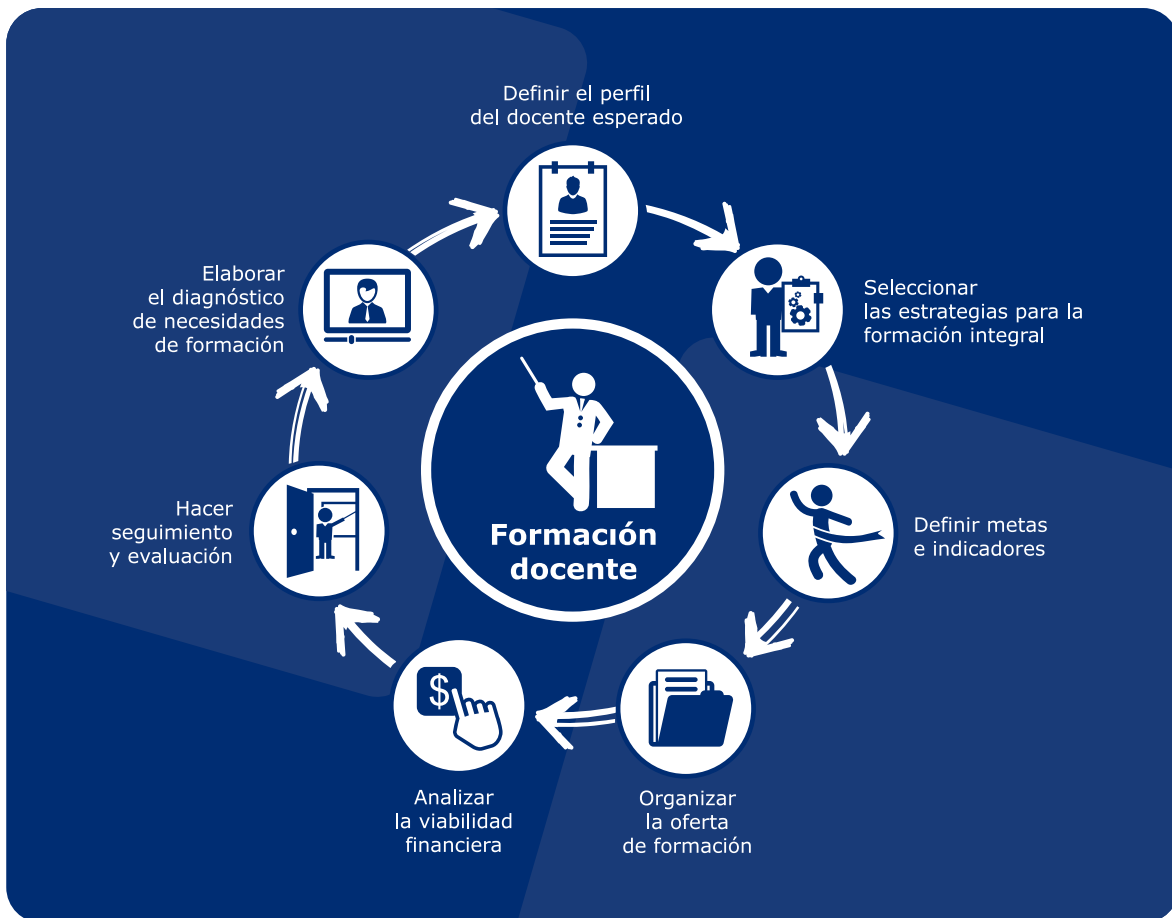 Definir el perfil
del docente esperado
Seleccionar
las estrategias para la
formación integral
Definir metas
e indicadores
Organizar
la oferta
de formación
Analizar
la viabilidad
financiera
Hacer
seguimiento
y evaluación
Elaborar
el diagnóstico
de necesidades
de formación
Formación
docente
$